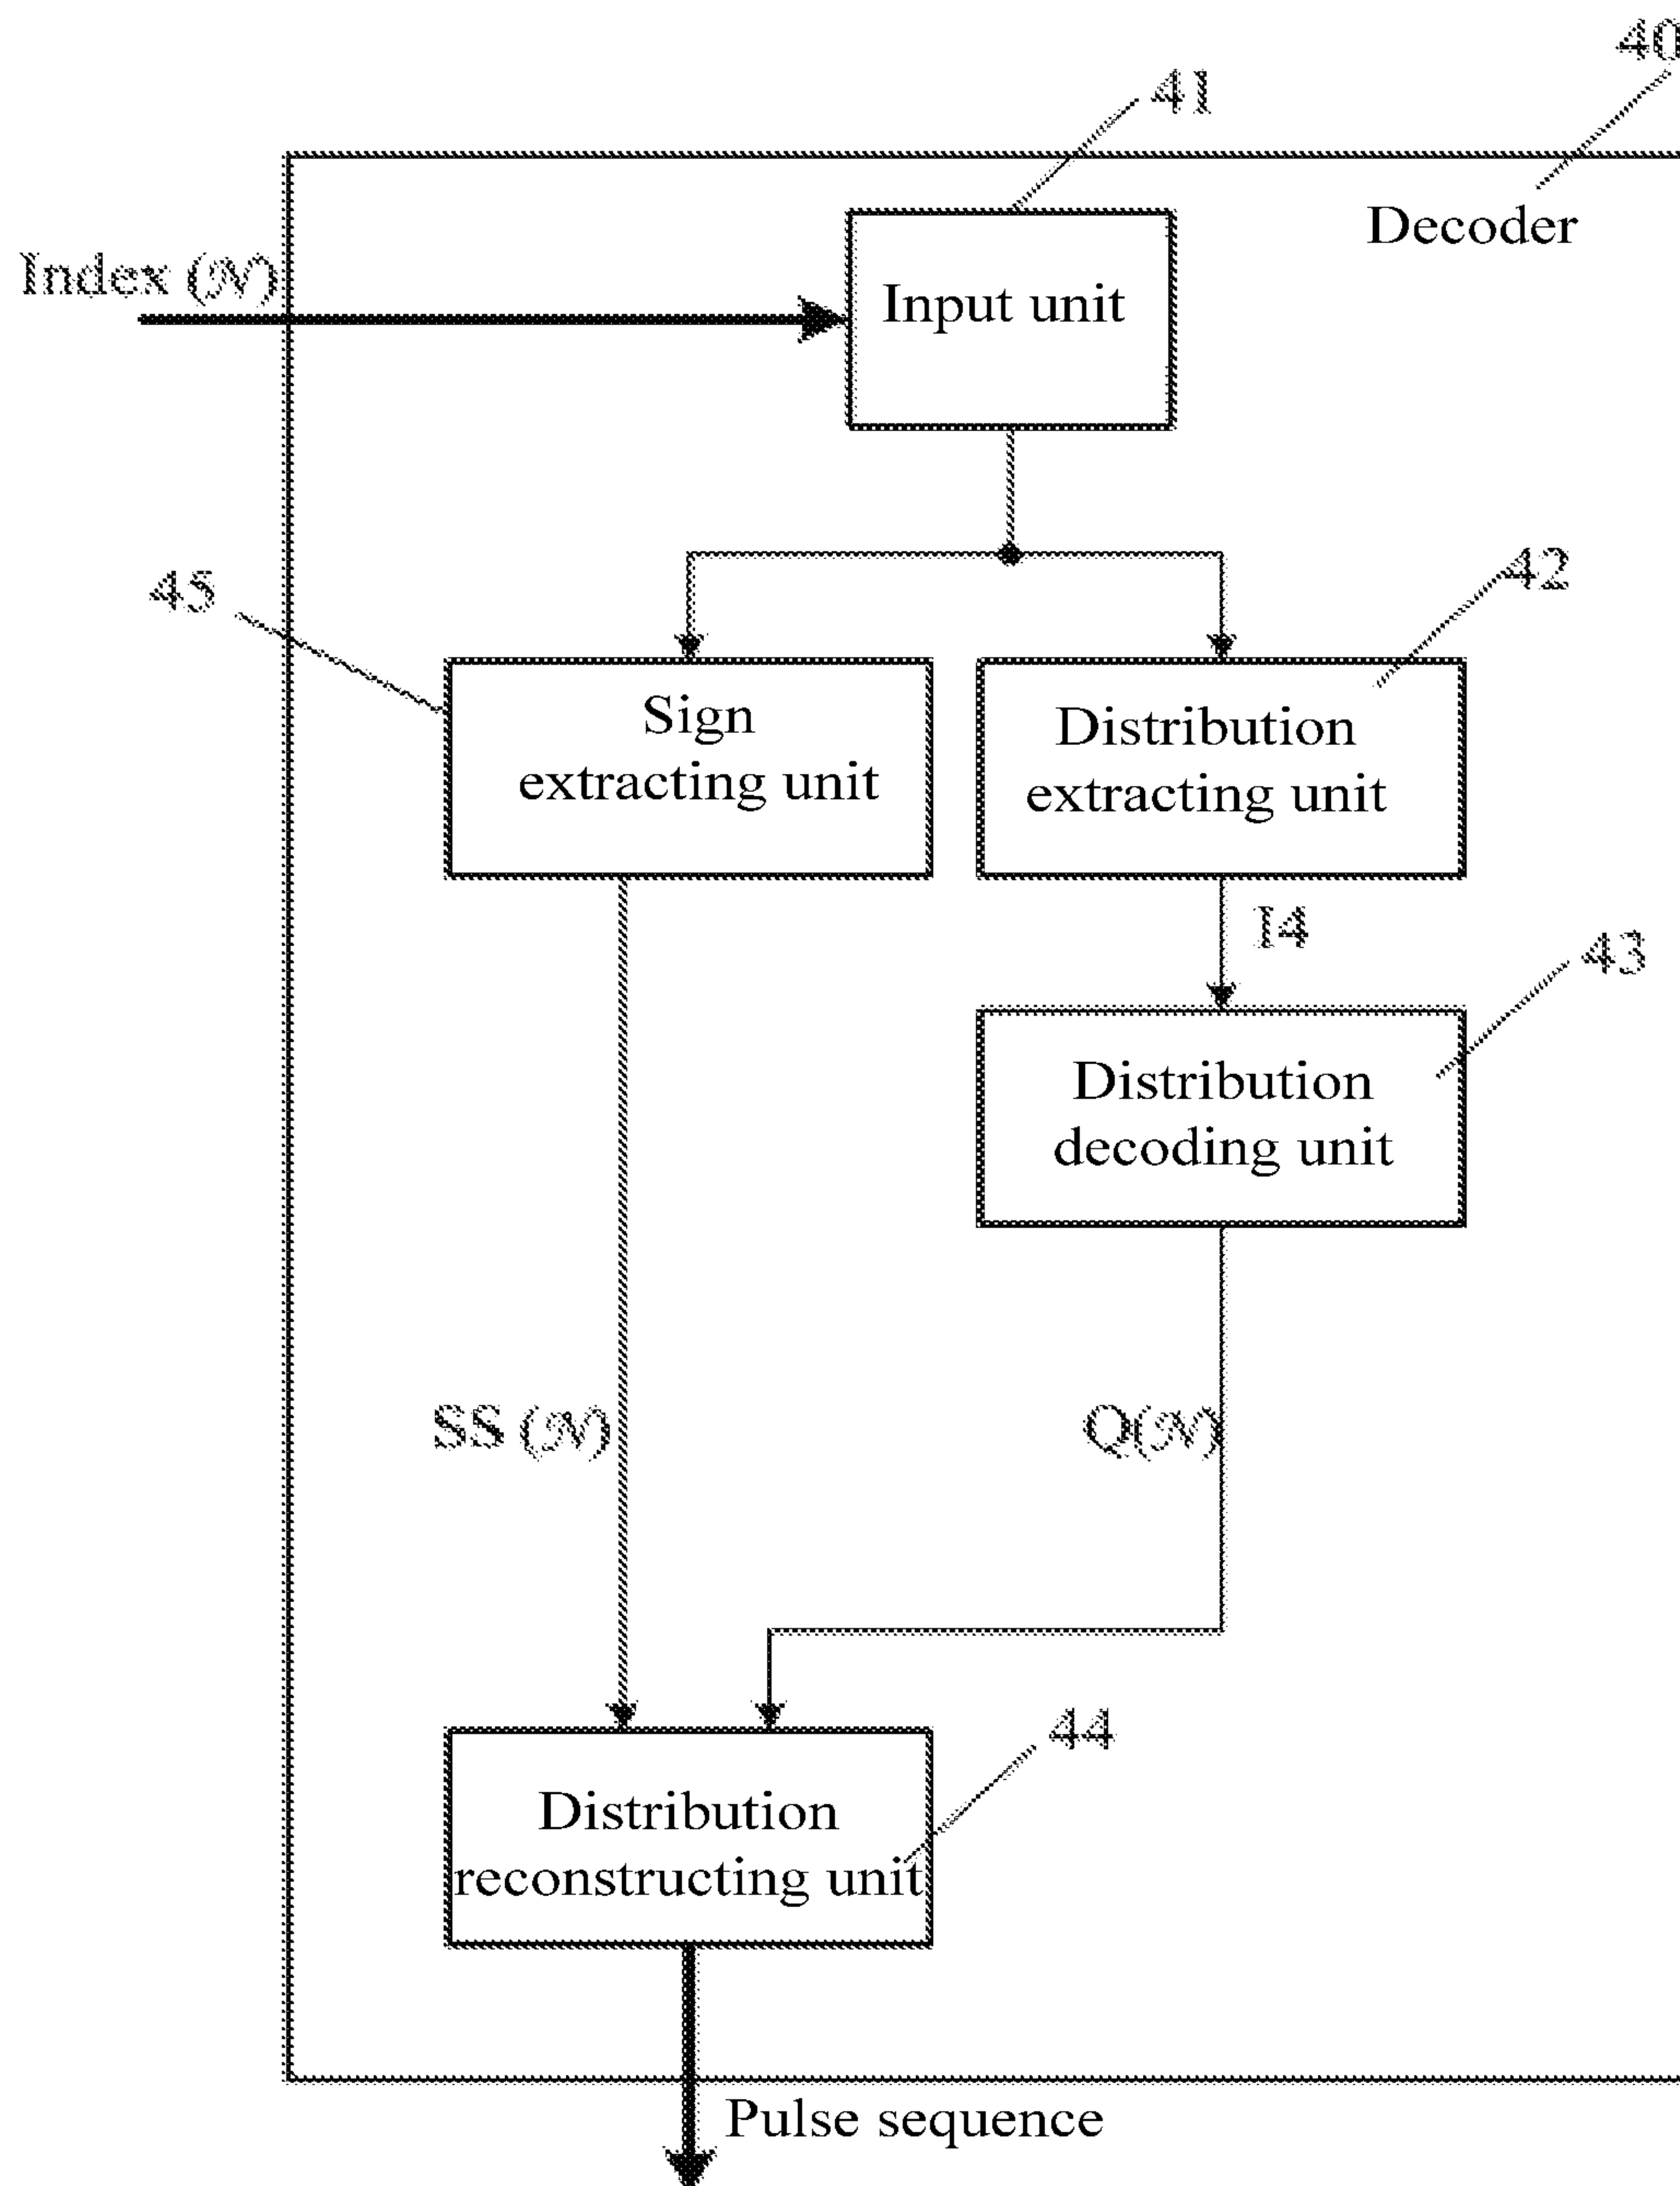 40
41
Decoder
Index (𝒩)
Input unit
45
42
Sign
extracting unit
Distribution
extracting unit
I4
43
Distribution
decoding unit
SS (𝒩)
Q(𝒩)
44
Distribution
reconstructing unit
Pulse sequence